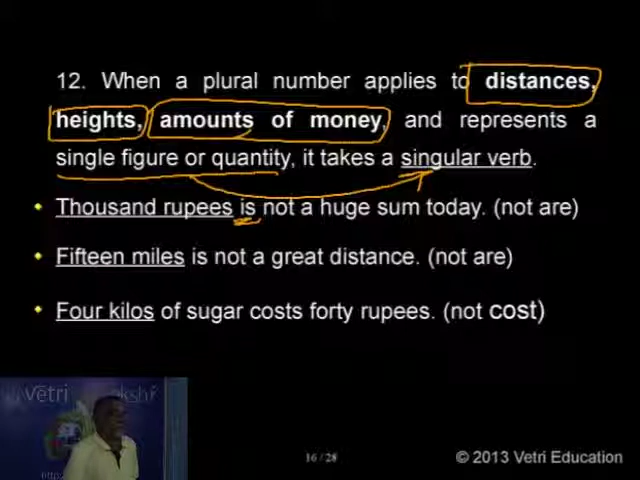 12. When a plural number applies to distances,
heights, amounts of money, and represents a
single figure or quantity, it takes a singular verb.
• Thousand rupees is not a huge sum today. (not are)
• Fifteen miles is not a great distance. (not are)
• Four kilos of sugar costs forty rupees. (not cost)
Vetri
http:
16 / 28
© 2013 Vetri Education